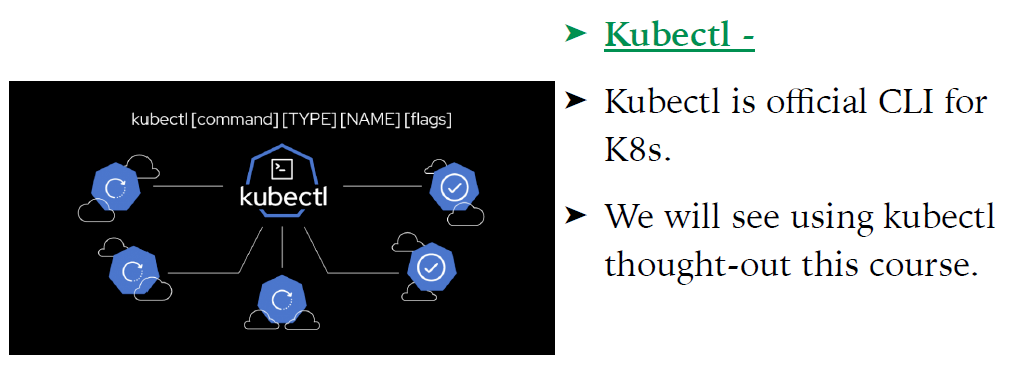 ➤ Kubectl -
kubectl [command] [TYPE] [NAME] [flags]
kubectl
➤ Kubectl is official CLI for
K8s.
➤ We will see using kubectl
thought-out this course.